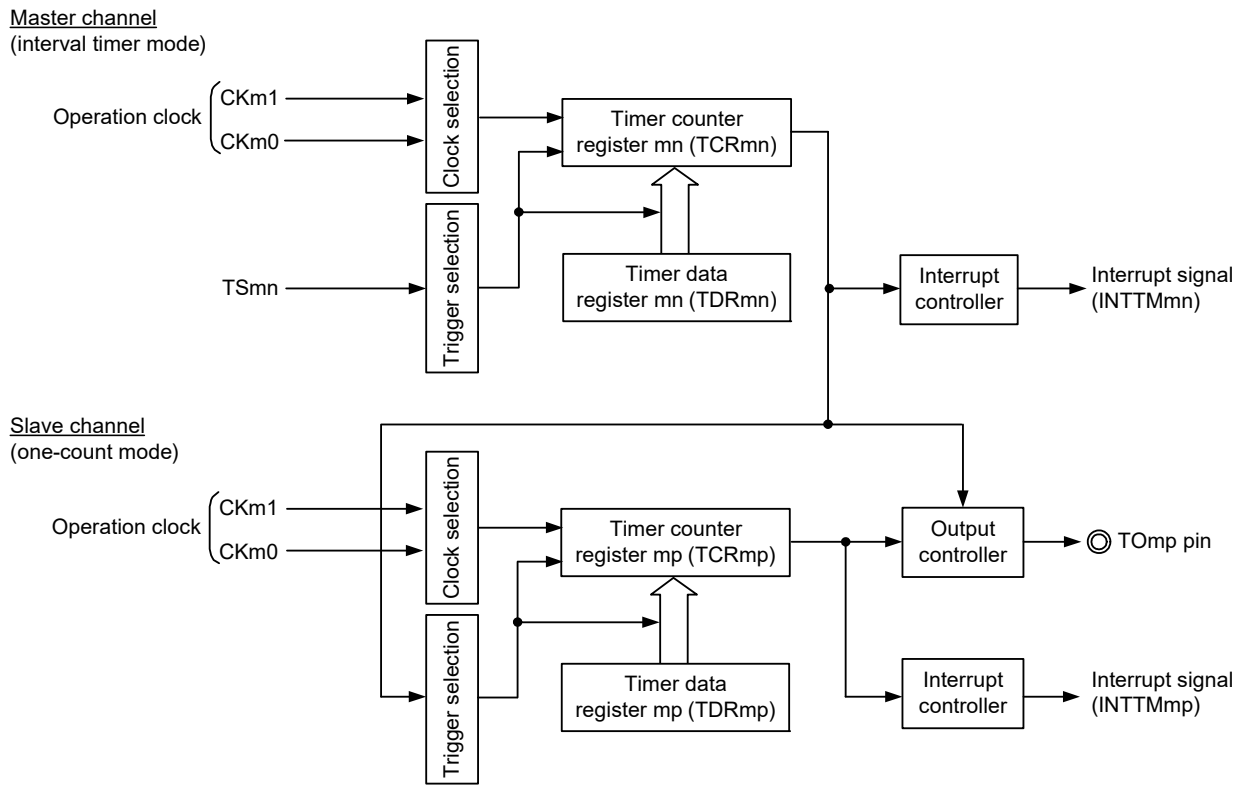 Master channel
(interval timer mode)
Operation clock
CKm1
CKm0
Clock selection
Timer counter
register mn (TCRmn)
TSmn
Trigger selection
Timer data
register mn (TDRmn)
Interrupt
controller
Interrupt signal
(INTTMmn)
Slave channel
(one-count mode)
Operation clock
CKm1
CKm0
Clock selection
Timer counter
register mp (TCRmp)
Output
controller
TOmp pin
Trigger selection
Timer data
register mp (TDRmp)
Interrupt
controller
Interrupt signal
(INTTMmp)